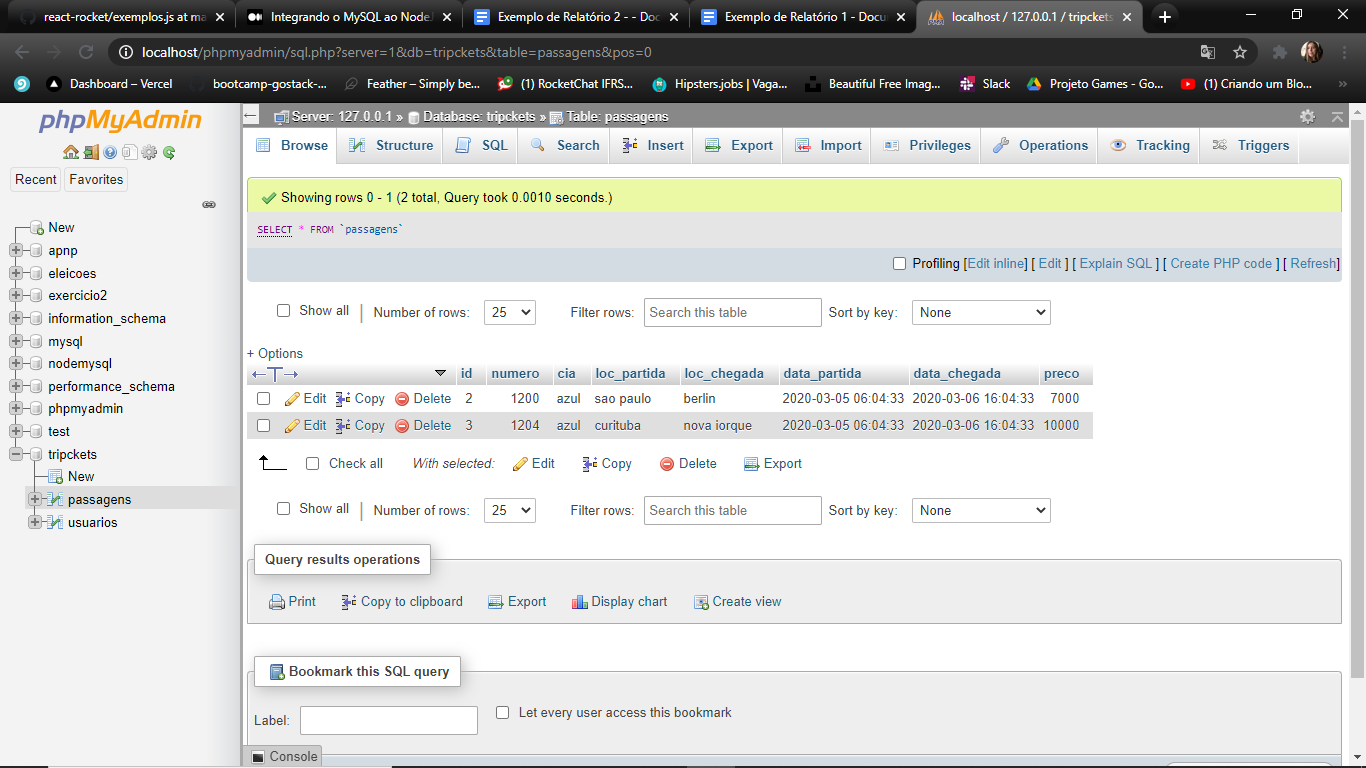 react-rocket/exemplos.js at ma
Integrando o MySQL ao NodeJ
Exemplo de Relatório 2 - - Doc
Exemplo de Relatório 1 - Docu
localhost / 127.0.0.1 / tripckets
localhost/phpmyadmin/sql.php?server=1&db=tripckets&table=passagens&pos=0
Dashboard – Vercel
bootcamp-gostack-...
Feather – Simply be...
(1) RocketChat IFRS...
Hipsters.jobs | Vaga...
Beautiful Free Imag...
Slack
Projeto Games - Go...
(1) Criando um Blo...
phpMyAdmin
Recent
Favorites
New
apnp
eleicoes
exercicio2
information_schema
mysql
nodemysql
performance_schema
phpmyadmin
test
tripckets
New
passagens
usuarios
Server: 127.0.0.1 » Database: tripckets » Table: passagens
Browse Structure SQL Search Insert Export Import Privileges Operations Tracking Triggers
Showing rows 0 - 1 (2 total, Query took 0.0010 seconds.)
SELECT * FROM `passagens`
Profiling [Edit inline] [ Edit ] [ Explain SQL ] [ Create PHP code ] [ Refresh]
Show all | Number of rows: 25 Filter rows: Search this table Sort by key: None
+ Options
←T→ id numero cia loc_partida loc_chegada data_partida data_chegada preco
Edit Copy Delete 2 1200 azul sao paulo berlin 2020-03-05 06:04:33 2020-03-06 16:04:33 7000
Edit Copy Delete 3 1204 azul curituba nova iorque 2020-03-05 06:04:33 2020-03-06 16:04:33 10000
Check all With selected: Edit Copy Delete Export
Show all | Number of rows: 25 Filter rows: Search this table Sort by key: None
Query results operations
Print Copy to clipboard Export Display chart Create view
Bookmark this SQL query
Label: Let every user access this bookmark
Console